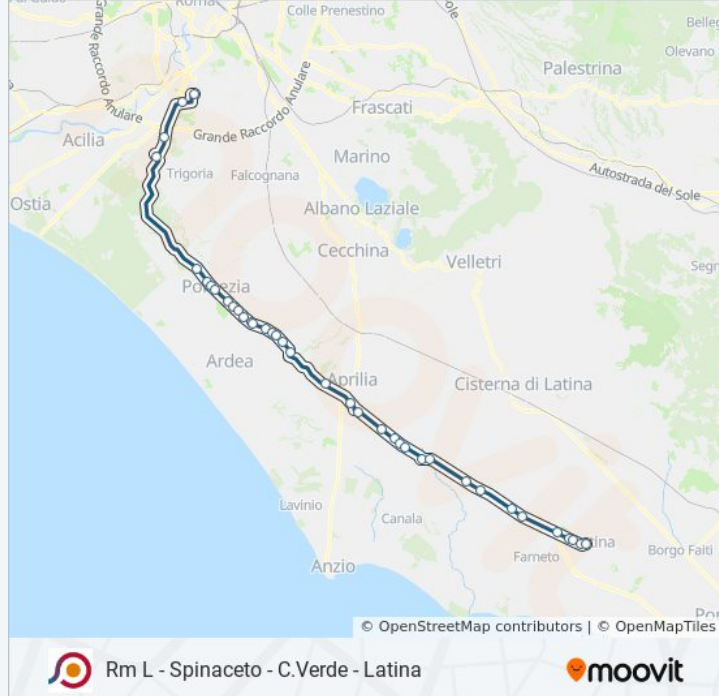 Roma
Colle Prenestino
Grande Raccordo Anulare
Olevano
Palestrina
Frascati
Acilia
Grande Raccordo Anulare
Marino
Trigoria
Falcognana
Autostrada del Sole
Ostia
Albano Laziale
Cecchina
Velletri
Pomezia
Ardea
Aprilia
Cisterna di Latina
Lavinio
Canala
Latina
Borgo Faiti
Farneto
Anzio
© OpenStreetMap contributors | © OpenMapTiles
Rm L - Spinaceto - C.Verde - Latina
moovit